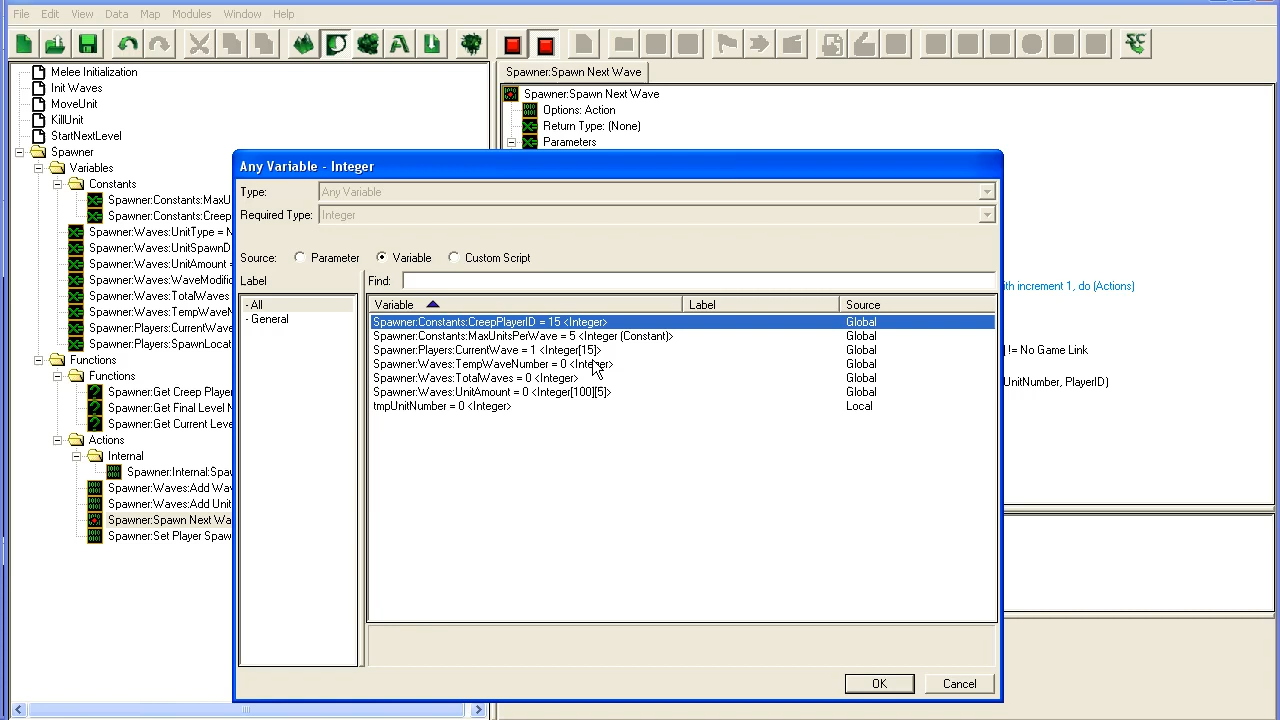 File Edit View Data Map Modules Window Help
Melee Initialization
Init Waves
MoveUnit
KillUnit
StartNextLevel
Spawner
Variables
Constants
Spawner:Constants:MaxU
Spawner:Constants:Creep
Spawner:Waves:UnitType = N
Spawner:Waves:UnitSpawnD
Spawner:Waves:UnitAmount =
Spawner:Waves:WaveModific
Spawner:Waves:TotalWaves
Spawner:Waves:TempWaveN
Spawner:Players:CurrentWave
Spawner:Players:SpawnLocat
Functions
Functions
Spawner:Get Creep Player
Spawner:Get Final Level N
Spawner:Get Current Leve
Actions
Internal
Spawner:Internal:Spaw
Spawner:Waves:Add Wav
Spawner:Waves:Add Unit
Spawner:Spawn Next Wa
Spawner:Set Player Spaw
Spawner:Spawn Next Wave
Spawner:Spawn Next Wave
Options: Action
Return Type: (None)
Parameters
ith increment 1, do (Actions)
] != No Game Link
UnitNumber, PlayerID)
Any Variable - Integer
Type: Any Variable
Required Type: Integer
Source: Parameter Variable Custom Script
Label Find:
- All
- General
Variable Label Source
Spawner:Constants:CreepPlayerID = 15 <Integer> Global
Spawner:Constants:MaxUnitsPerWave = 5 <Integer (Constant)> Global
Spawner:Players:CurrentWave = 1 <Integer[15]> Global
Spawner:Waves:TempWaveNumber = 0 <Integer> Global
Spawner:Waves:TotalWaves = 0 <Integer> Global
Spawner:Waves:UnitAmount = 0 <Integer[100][5]> Global
tmpUnitNumber = 0 <Integer> Local
OK Cancel